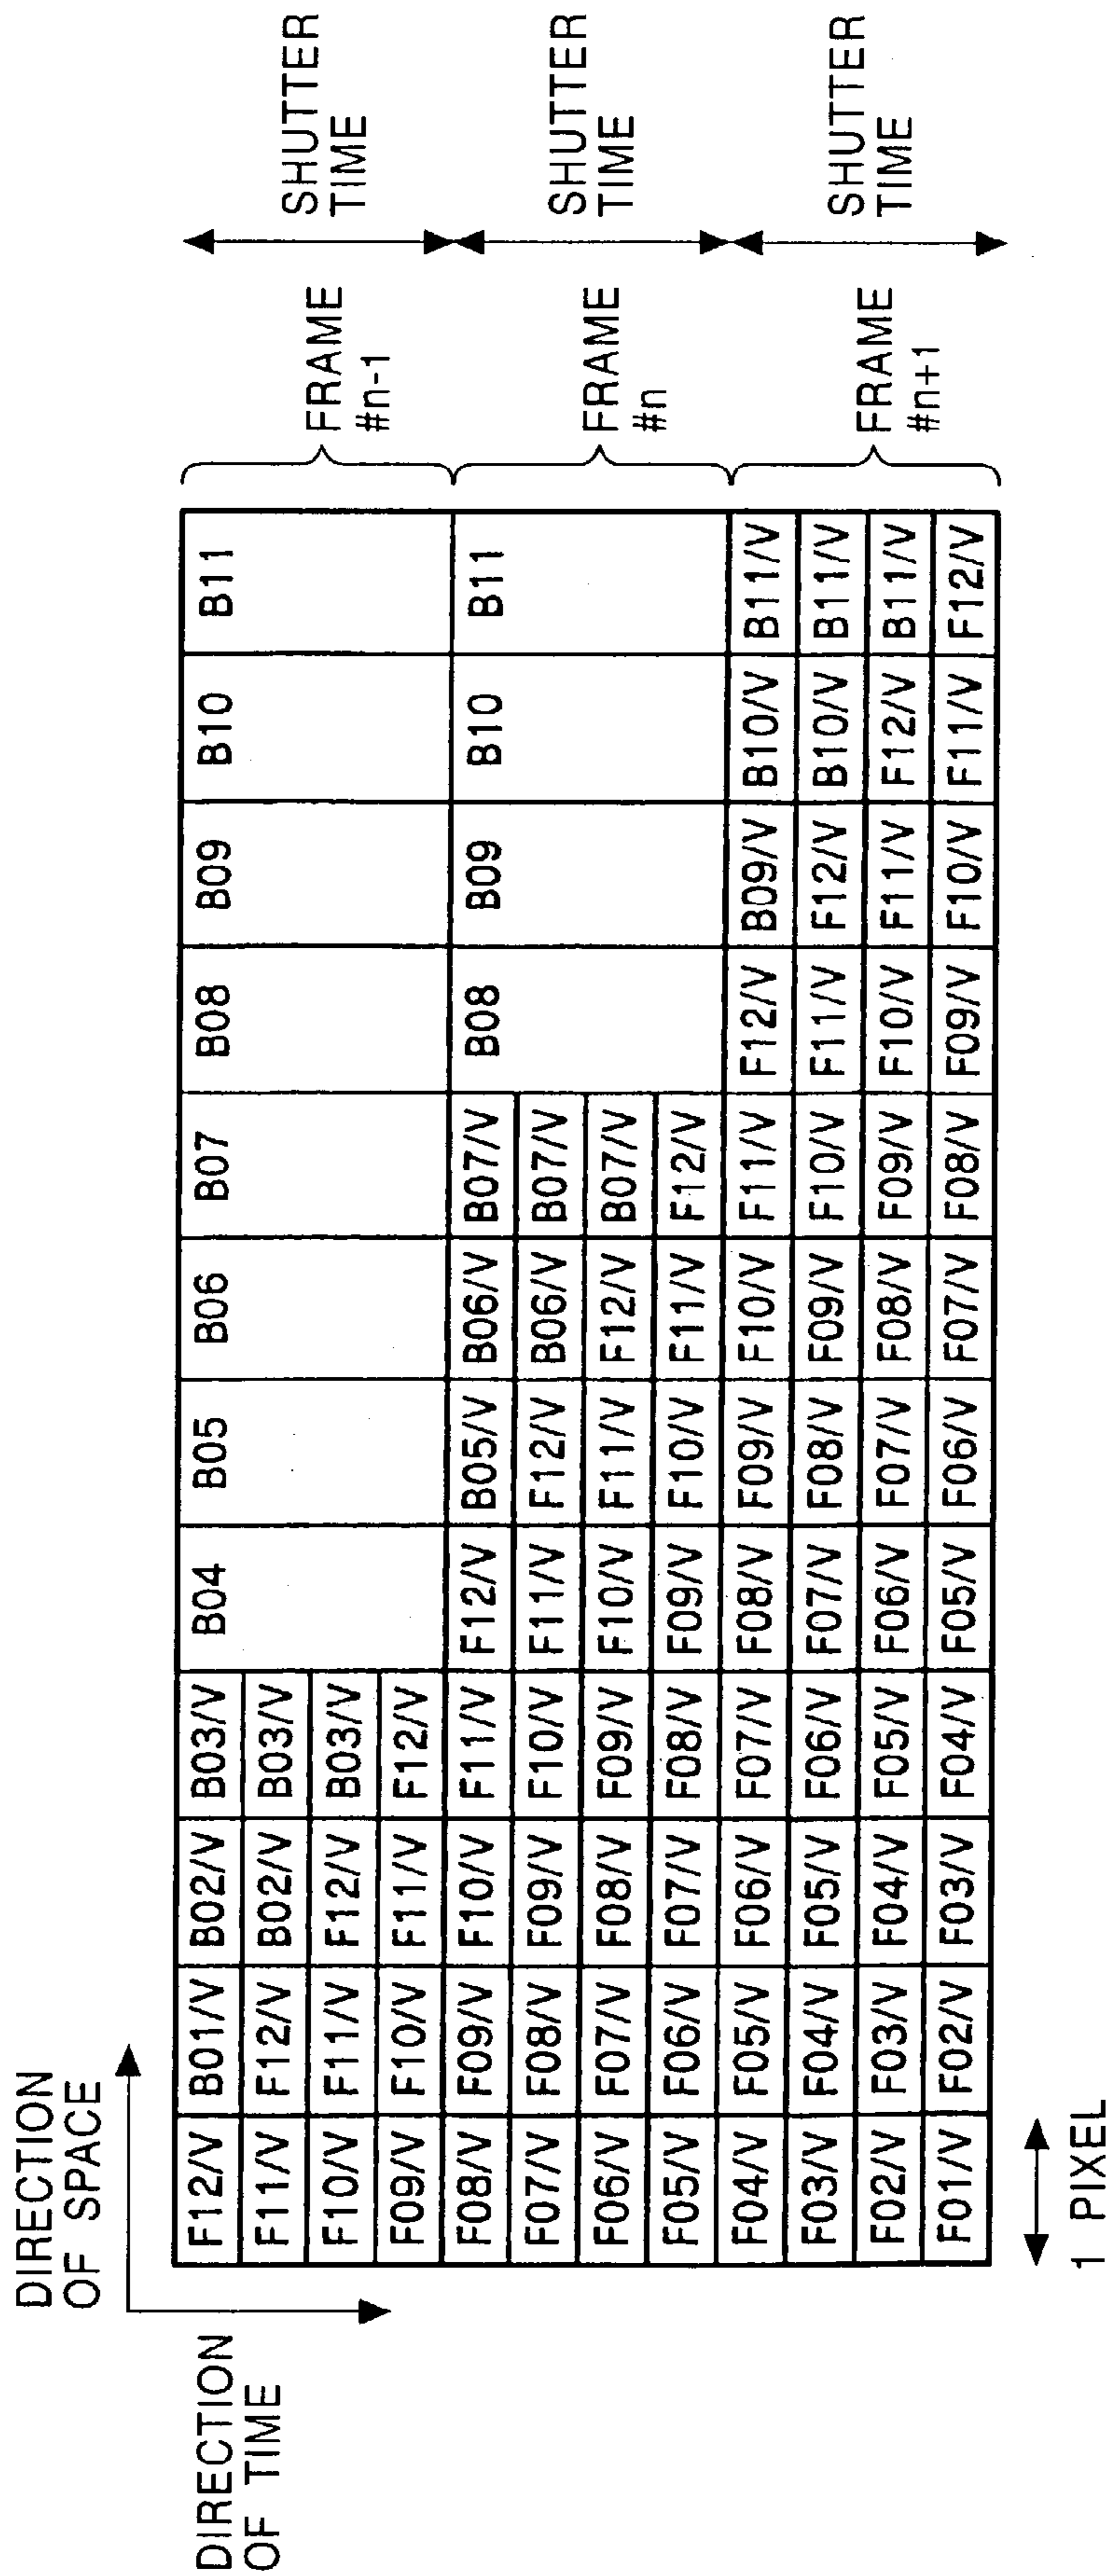 DIRECTION
OF SPACE
DIRECTION
OF TIME
F12/V B01/V B02/V B03/V B04 B05 B06 B07 B08 B09 B10 B11
F11/V F12/V B02/V B03/V
F10/V F11/V F12/V B03/V
F09/V F10/V F11/V F12/V
FRAME
#n-1
SHUTTER
TIME
F08/V F09/V F10/V F11/V F12/V B05/V B06/V B07/V B08 B09 B10 B11
F07/V F08/V F09/V F10/V F11/V F12/V B06/V B07/V
F06/V F07/V F08/V F09/V F10/V F11/V F12/V B07/V
F05/V F06/V F07/V F08/V F09/V F10/V F11/V F12/V
FRAME
#n
SHUTTER
TIME
F04/V F05/V F06/V F07/V F08/V F09/V F10/V F11/V F12/V B09/V B10/V B11/V
F03/V F04/V F05/V F06/V F07/V F08/V F09/V F10/V F11/V F12/V B10/V B11/V
F02/V F03/V F04/V F05/V F06/V F07/V F08/V F09/V F10/V F11/V F12/V B11/V
F01/V F02/V F03/V F04/V F05/V F06/V F07/V F08/V F09/V F10/V F11/V F12/V
FRAME
#n+1
SHUTTER
TIME
1 PIXEL